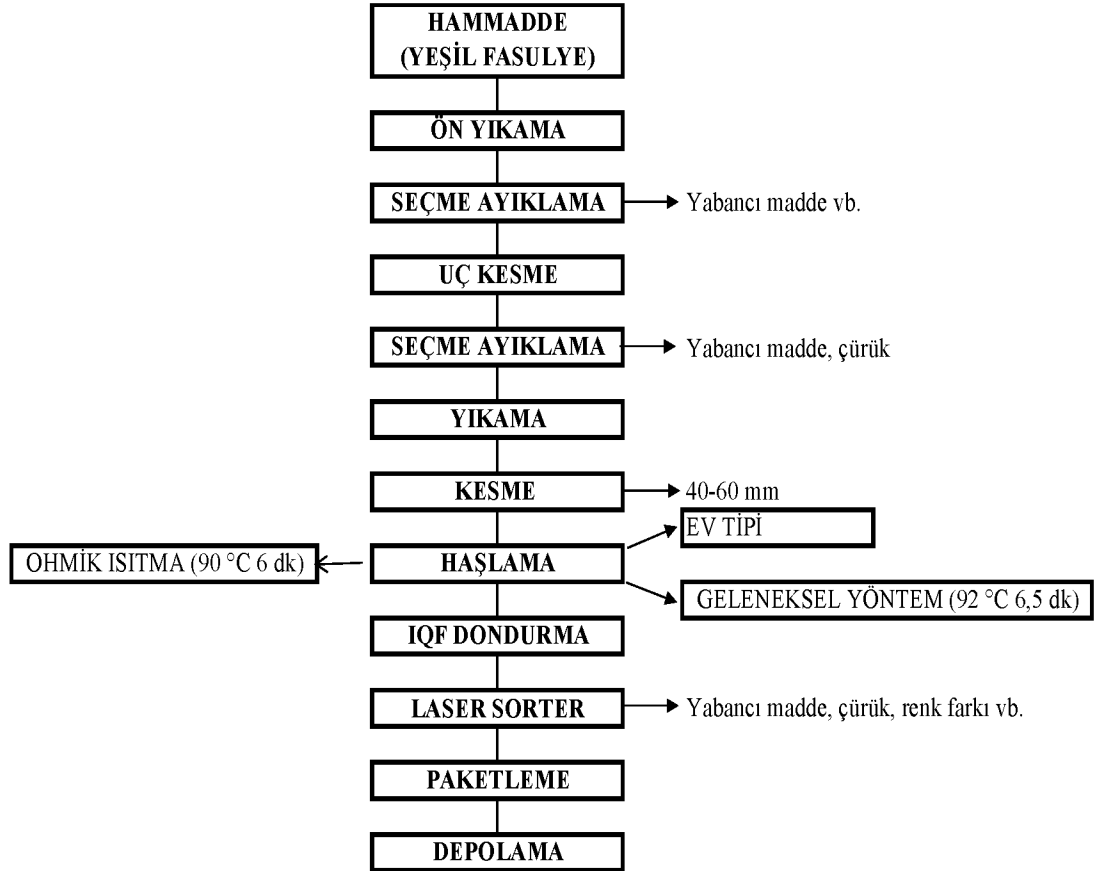 HAMMADDE
(YEŞİL FASULYE)
ÖN YIKAMA
SEÇME AYIKLAMA
Yabancı madde vb.
UÇ KESME
SEÇME AYIKLAMA
Yabancı madde, çürük
YIKAMA
KESME
40-60 mm
EV TİPİ
OHMİK ISITMA (90 °C 6 dk)
HAŞLAMA
GELENEKSEL YÖNTEM (92 °C 6,5 dk)
IQF DONDURMA
LASER SORTER
Yabancı madde, çürük, renk farkı vb.
PAKETLEME
DEPOLAMA